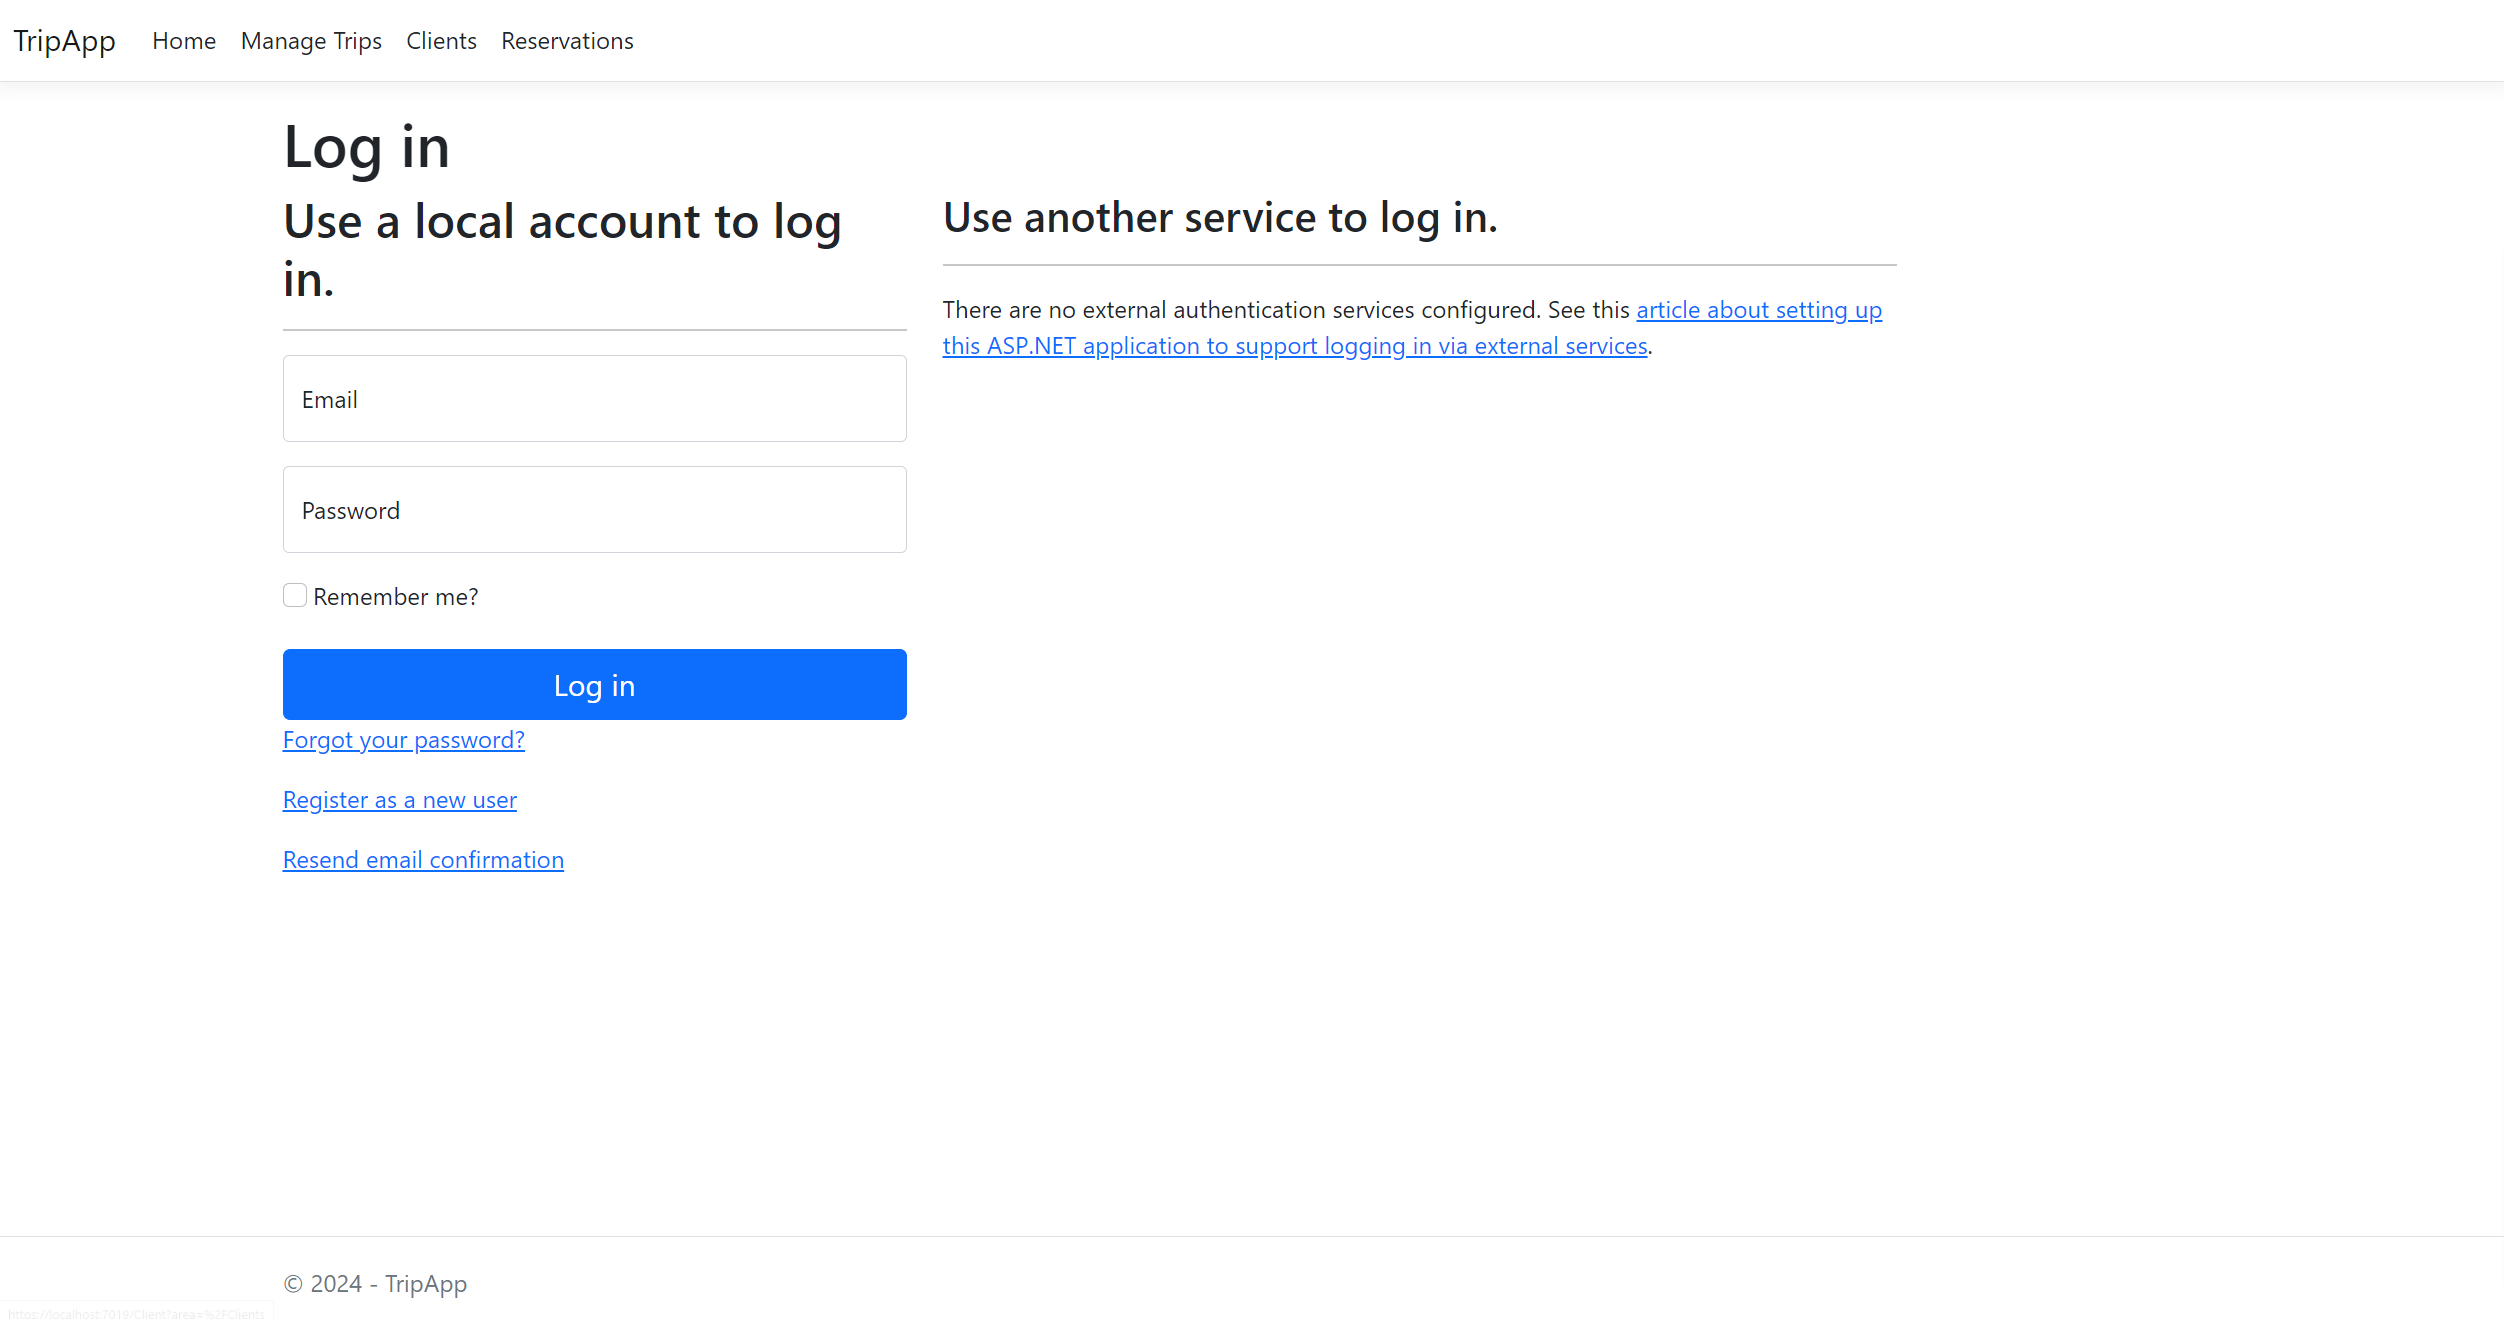 TripApp Home Manage Trips Clients Reservations
Log in
Use a local account to log
in.
Email
Password
Remember me?
Log in
Forgot your password?
Register as a new user
Resend email confirmation
Use another service to log in.
There are no external authentication services configured. See this article about setting up
this ASP.NET application to support logging in via external services.
© 2024 - TripApp
https://localhost:7019/Client?area=%2FClients